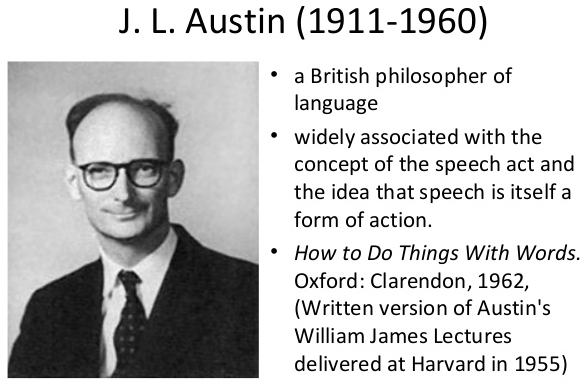 J. L. Austin (1911-1960)
• a British philosopher of
language
• widely associated with the
concept of the speech act and
the idea that speech is itself a
form of action.
• How to Do Things With Words.
Oxford: Clarendon, 1962,
(Written version of Austin's
William James Lectures
delivered at Harvard in 1955)